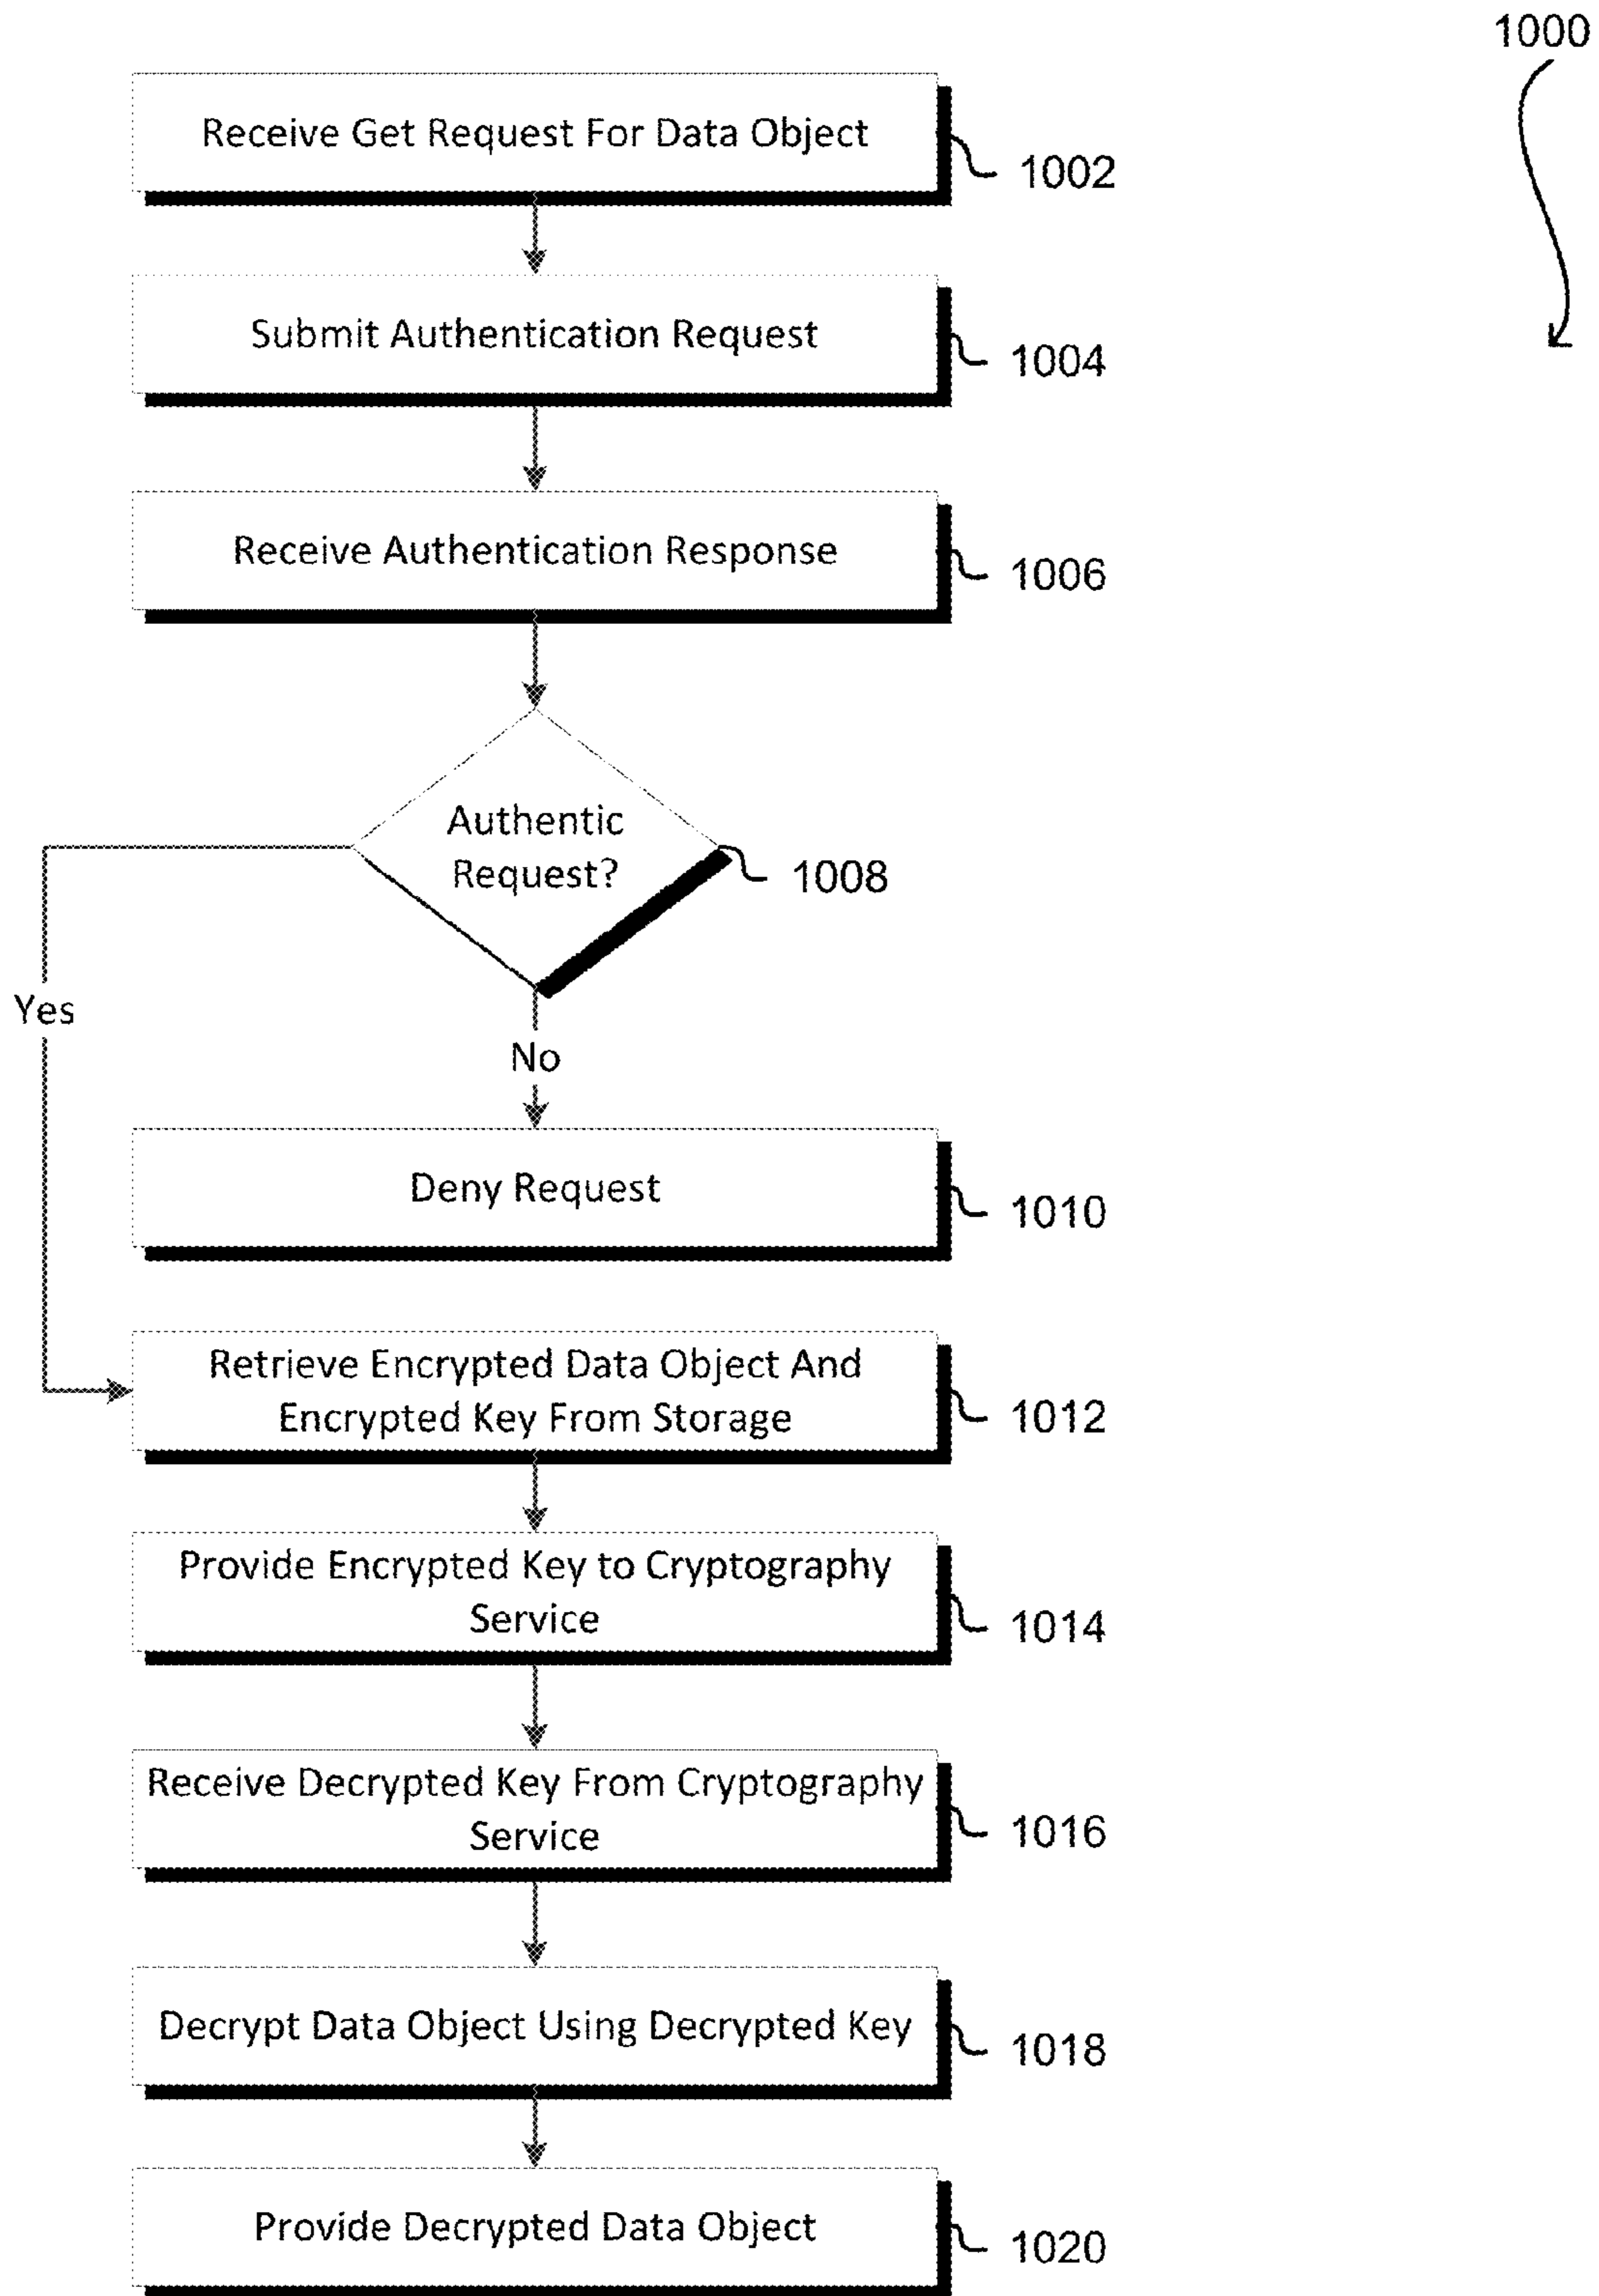 1000
Receive Get Request For Data Object
1002
Submit Authentication Request
1004
Receive Authentication Response
1006
Authentic
Request?
1008
Yes
No
Deny Request
1010
Retrieve Encrypted Data Object And
Encrypted Key From Storage
1012
Provide Encrypted Key to Cryptography
Service
1014
Receive Decrypted Key From Cryptography
Service
1016
Decrypt Data Object Using Decrypted Key
1018
Provide Decrypted Data Object
1020